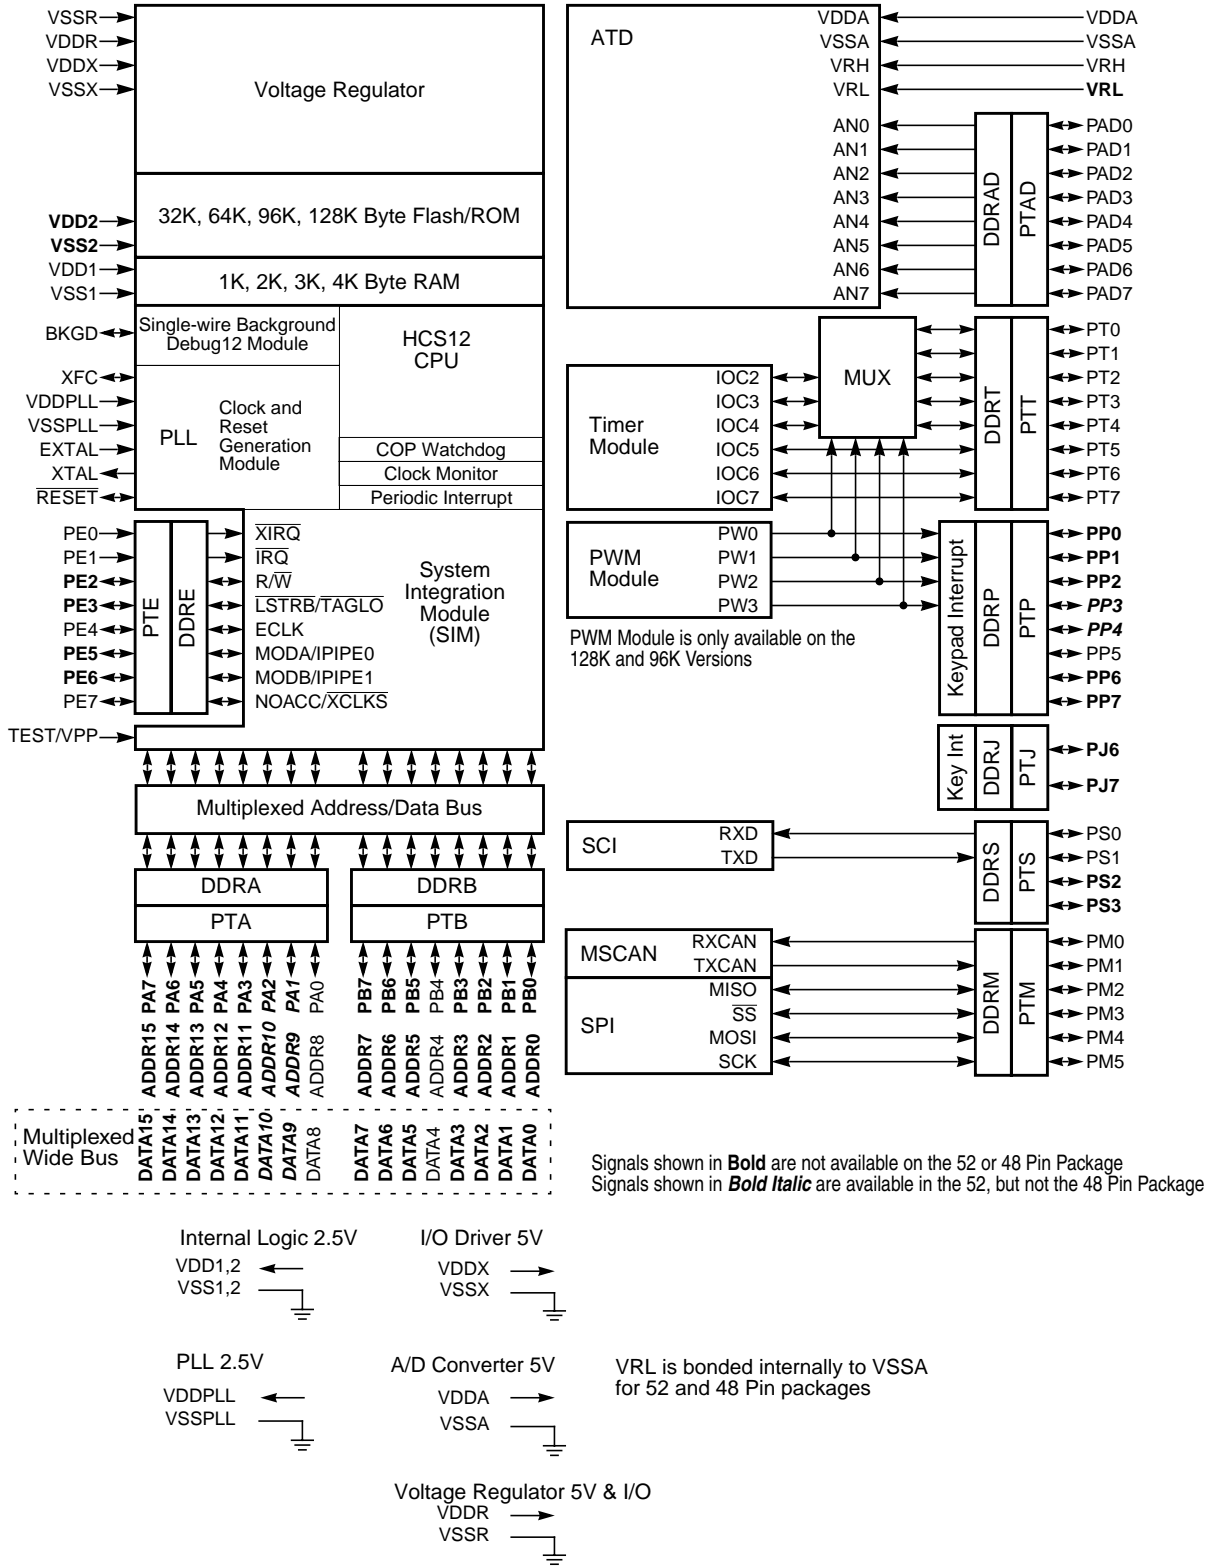 VSSR
VDDR
VDDX
VSSX
Voltage Regulator
VDD2
VSS2
32K, 64K, 96K, 128K Byte Flash/ROM
VDD1
VSS1
1K, 2K, 3K, 4K Byte RAM
BKGD
Single-wire Background
Debug12 Module
HCS12
CPU
XFC
VDDPLL
VSSPLL
EXTAL
XTAL
RESET
PLL
Clock and
Reset
Generation
Module
COP Watchdog
Clock Monitor
Periodic Interrupt
PE0
PE1
PE2
PE3
PE4
PE5
PE6
PE7
PTE
DDRE
XIRQ
IRQ
R/W
LSTRB/TAGLO
ECLK
MODA/IPIPE0
MODB/IPIPE1
NOACC/XCLKS
System
Integration
Module
(SIM)
TEST/VPP
Multiplexed Address/Data Bus
DDRA
DDRB
PTA
PTB
PA7
PA6
PA5
PA4
PA3
PA2
PA1
PA0
PB7
PB6
PB5
PB4
PB3
PB2
PB1
PB0
ADDR15
ADDR14
ADDR13
ADDR12
ADDR11
ADDR10
ADDR9
ADDR8
ADDR7
ADDR6
ADDR5
ADDR4
ADDR3
ADDR2
ADDR1
ADDR0
Multiplexed
Wide Bus
DATA15
DATA14
DATA13
DATA12
DATA11
DATA10
DATA9
DATA8
DATA7
DATA6
DATA5
DATA4
DATA3
DATA2
DATA1
DATA0
ATD
VDDA
VSSA
VRH
VRL
VDDA
VSSA
VRH
VRL
AN0
AN1
AN2
AN3
AN4
AN5
AN6
AN7
DDRAD
PTAD
PAD0
PAD1
PAD2
PAD3
PAD4
PAD5
PAD6
PAD7
Timer
Module
IOC2
IOC3
IOC4
IOC5
IOC6
IOC7
MUX
DDRT
PTT
PT0
PT1
PT2
PT3
PT4
PT5
PT6
PT7
PWM
Module
PW0
PW1
PW2
PW3
PWM Module is only available on the
128K and 96K Versions
Keypad Interrupt
DDRP
PTP
PP0
PP1
PP2
PP3
PP4
PP5
PP6
PP7
Key Int
DDRJ
PTJ
PJ6
PJ7
SCI
RXD
TXD
DDRS
PTS
PS0
PS1
PS2
PS3
MSCAN
RXCAN
TXCAN
SPI
MISO
SS
MOSI
SCK
DDRM
PTM
PM0
PM1
PM2
PM3
PM4
PM5
Signals shown in Bold are not available on the 52 or 48 Pin Package
Signals shown in Bold Italic are available in the 52, but not the 48 Pin Package
Internal Logic 2.5V
VDD1,2
VSS1,2
I/O Driver 5V
VDDX
VSSX
PLL 2.5V
VDDPLL
VSSPLL
A/D Converter 5V
VDDA
VSSA
VRL is bonded internally to VSSA
for 52 and 48 Pin packages
Voltage Regulator 5V & I/O
VDDR
VSSR